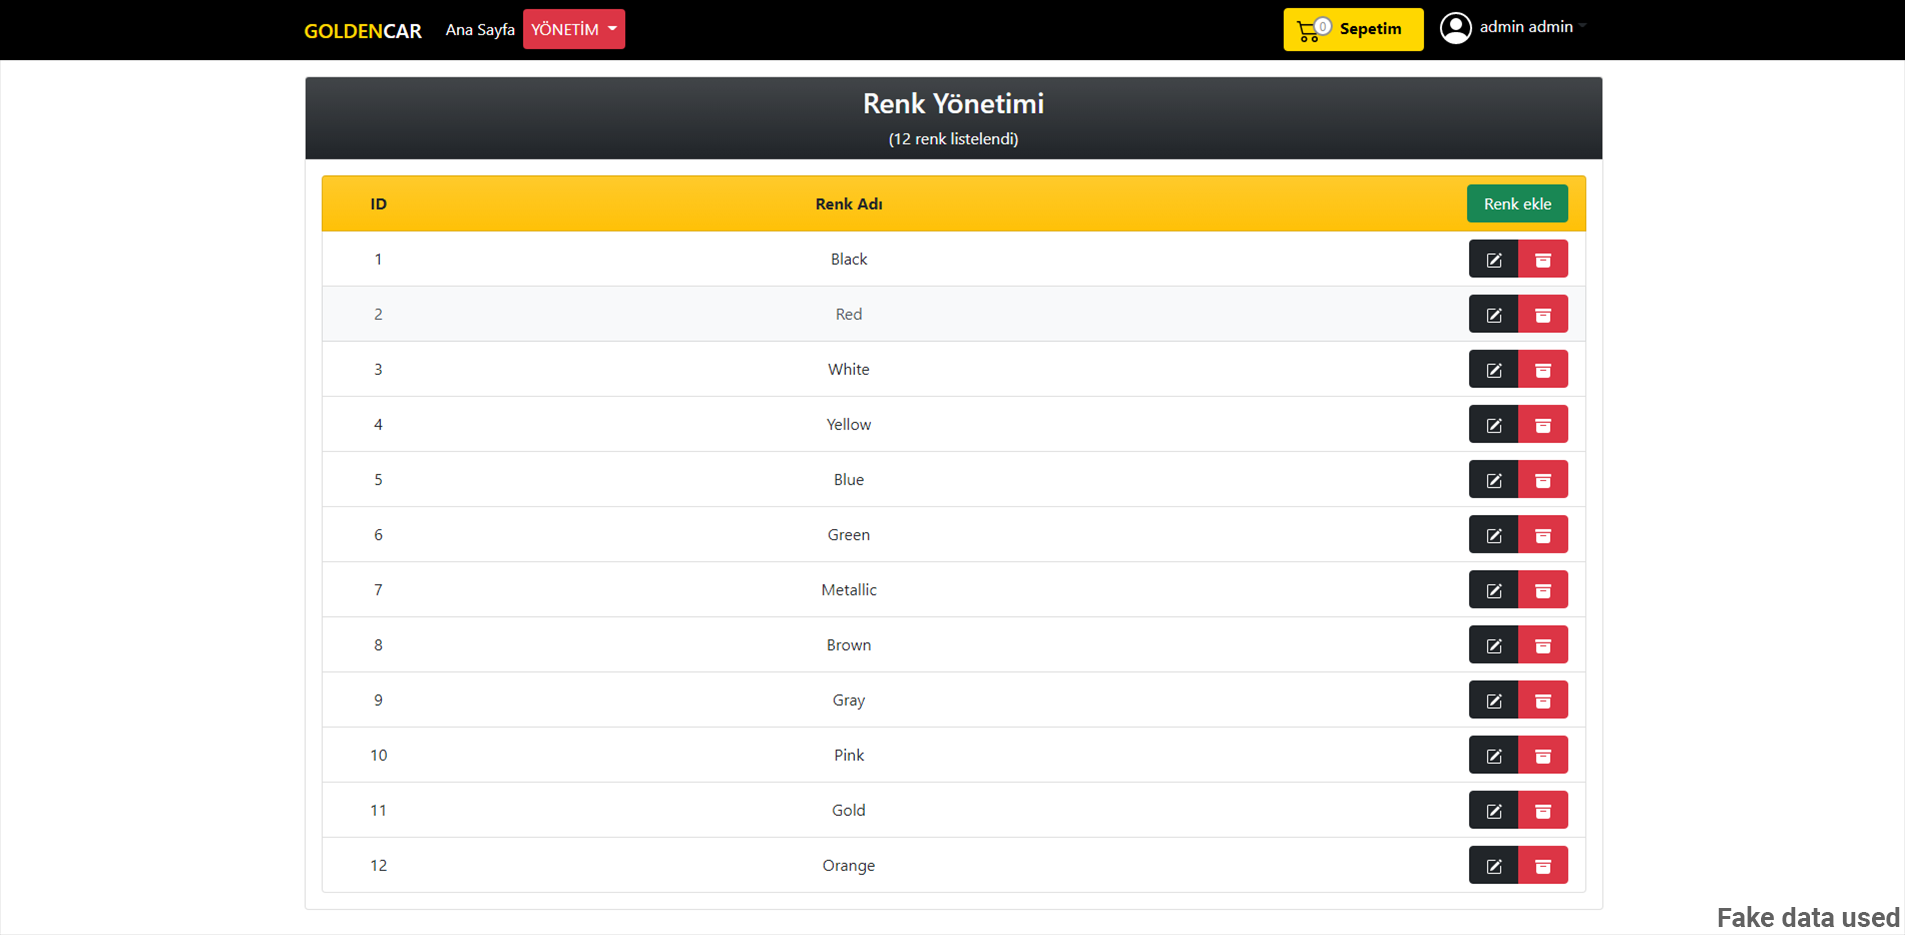 GOLDENCAR Ana Sayfa YÖNETİM 0 Sepetim admin admin
Renk Yönetimi
(12 renk listelendi)
ID Renk Adı Renk ekle
1 Black
2 Red
3 White
4 Yellow
5 Blue
6 Green
7 Metallic
8 Brown
9 Gray
10 Pink
11 Gold
12 Orange
Fake data used